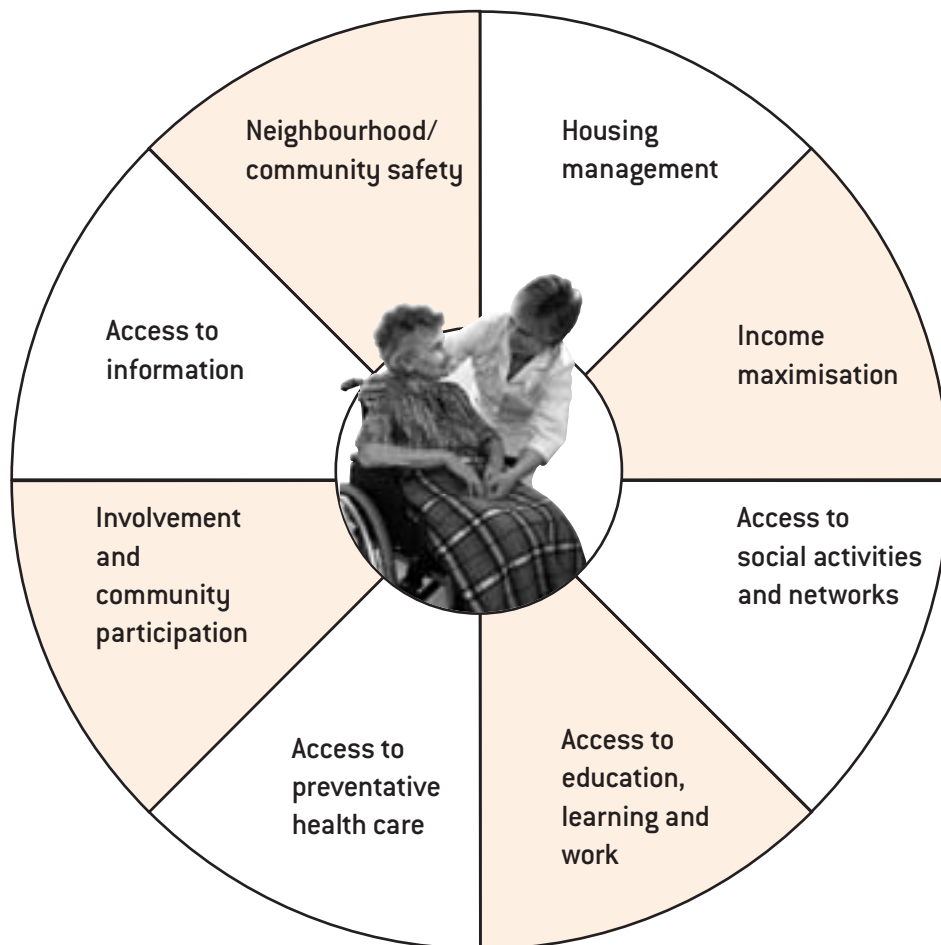 Neighbourhood/
community safety
Housing
management
Income
maximisation
Access to
social activities
and networks
Access to
education,
learning and
work
Access to
preventative
health care
Involvement
and
community
participation
Access to
information